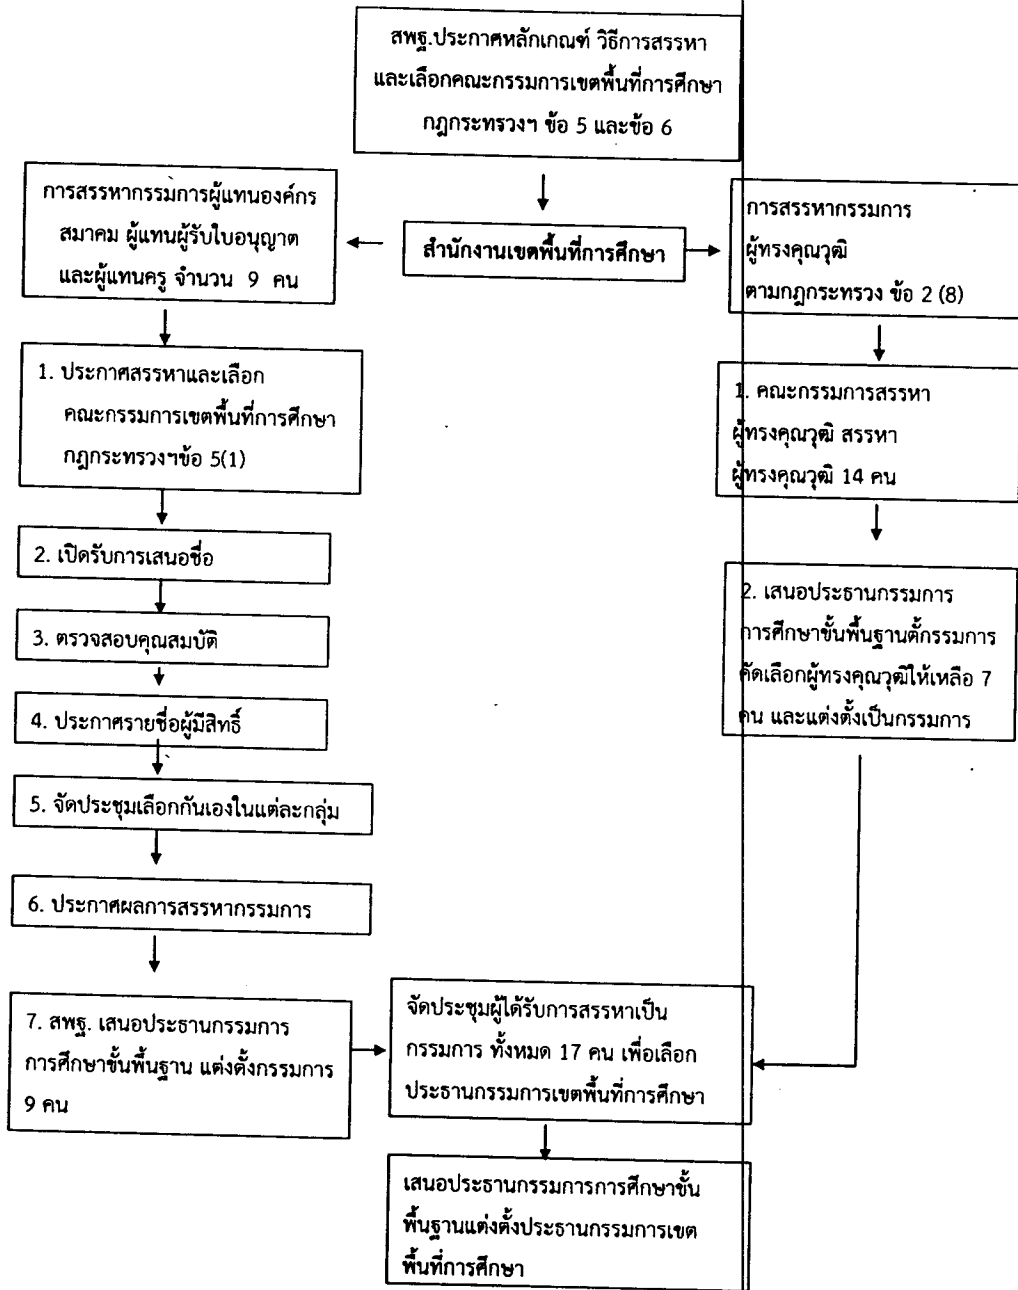 สพฐ.ประกาศหลักเกณฑ์ วิธีการสรรหา
และเลือกคณะกรรมการเขตพื้นที่การศึกษา
กฎกระทรวงฯ ข้อ 5 และข้อ 6
การสรรหากรรมการผู้แทนองค์กร
สมาคม ผู้แทนผู้รับใบอนุญาต
และผู้แทนครู จำนวน 9 คน
สำนักงานเขตพื้นที่การศึกษา
การสรรหากรรมการ
ผู้ทรงคุณวุฒิ
ตามกฎกระทรวง ข้อ 2 (8)
1. ประกาศสรรหาและเลือก
คณะกรรมการเขตพื้นที่การศึกษา
กฎกระทรวงฯข้อ 5(1)
1. คณะกรรมการสรรหา
ผู้ทรงคุณวุฒิ สรรหา
ผู้ทรงคุณวุฒิ 14 คน
2. เปิดรับการเสนอชื่อ
3. ตรวจสอบคุณสมบัติ
4. ประกาศรายชื่อผู้มีสิทธิ์
5. จัดประชุมเลือกกันเองในแต่ละกลุ่ม
6. ประกาศผลการสรรหากรรมการ
2. เสนอประธานกรรมการ
การศึกษาขั้นพื้นฐานตั้กรรมการ
คัดเลือกผู้ทรงคุณวุฒิให้เหลือ 7
คน และแต่งตั้งเป็นกรรมการ
7. สพฐ. เสนอประธานกรรมการ
การศึกษาขั้นพื้นฐาน แต่งตั้งกรรมการ
9 คน
จัดประชุมผู้ได้รับการสรรหาเป็น
กรรมการ ทั้งหมด 17 คน เพื่อเลือก
ประธานกรรมการเขตพื้นที่การศึกษา
เสนอประธานกรรมการการศึกษาขั้น
พื้นฐานแต่งตั้งประธานกรรมการเขต
พื้นที่การศึกษา